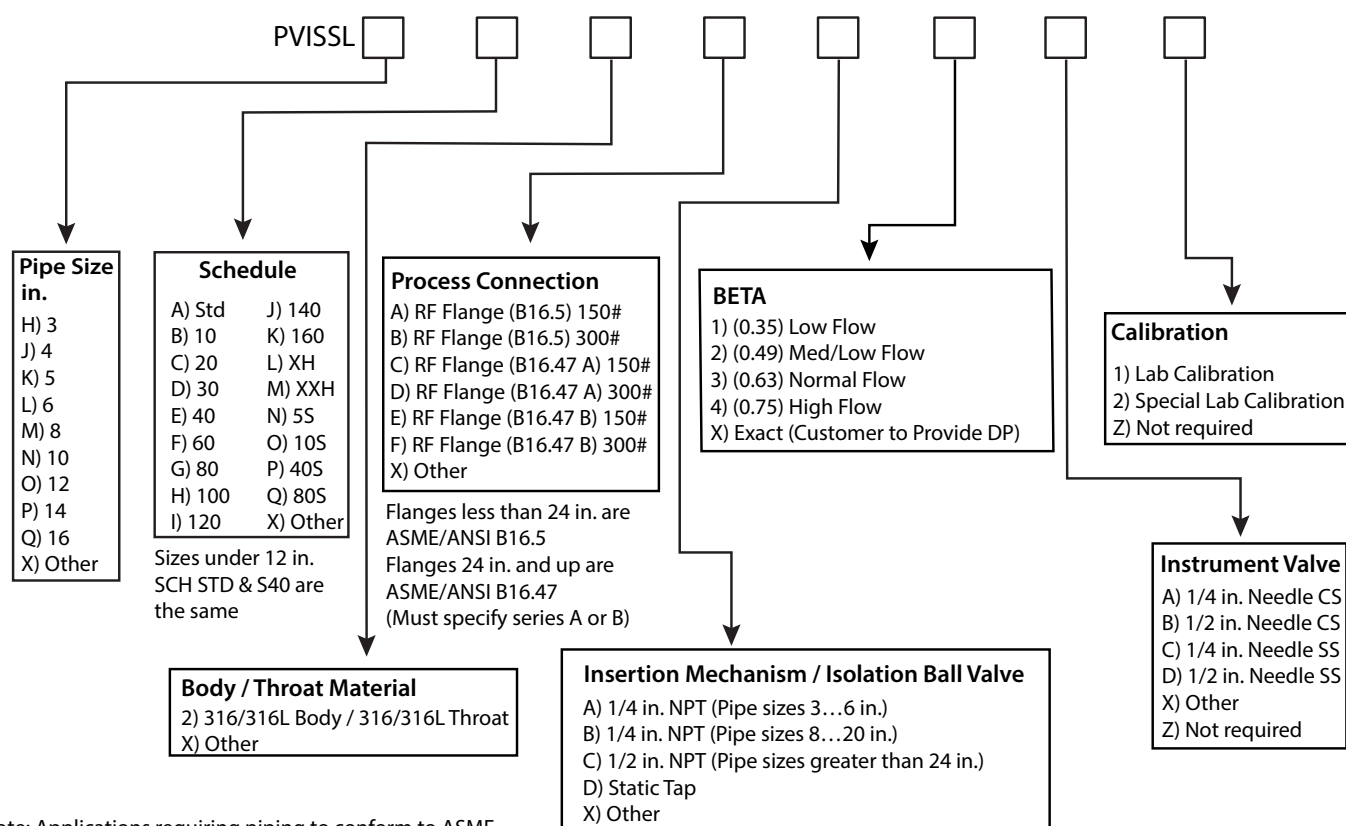 PVISSL
Pipe Size
in.
H) 3
J) 4
K) 5
L) 6
M) 8
N) 10
O) 12
P) 14
Q) 16
X) Other
Schedule
A) Std
B) 10
C) 20
D) 30
E) 40
F) 60
G) 80
H) 100
I) 120
J) 140
K) 160
L) XH
M) XXH
N) 5S
O) 10S
P) 40S
Q) 80S
X) Other
Sizes under 12 in.
SCH STD & S40 are
the same
Body / Throat Material
2) 316/316L Body / 316/316L Throat
X) Other
Process Connection
A) RF Flange (B16.5) 150#
B) RF Flange (B16.5) 300#
C) RF Flange (B16.47 A) 150#
D) RF Flange (B16.47 A) 300#
E) RF Flange (B16.47 B) 150#
F) RF Flange (B16.47 B) 300#
X) Other
Flanges less than 24 in. are
ASME/ANSI B16.5
Flanges 24 in. and up are
ASME/ANSI B16.47
(Must specify series A or B)
Insertion Mechanism / Isolation Ball Valve
A) 1/4 in. NPT (Pipe sizes 3…6 in.)
B) 1/4 in. NPT (Pipe sizes 8…20 in.)
C) 1/2 in. NPT (Pipe sizes greater than 24 in.)
D) Static Tap
X) Other
BETA
1) (0.35) Low Flow
2) (0.49) Med/Low Flow
3) (0.63) Normal Flow
4) (0.75) High Flow
X) Exact (Customer to Provide DP)
Calibration
1) Lab Calibration
2) Special Lab Calibration
Z) Not required
Instrument Valve
A) 1/4 in. Needle CS
B) 1/2 in. Needle CS
C) 1/4 in. Needle SS
D) 1/2 in. Needle SS
X) Other
Z) Not required
Applications requiring piping to conform to ASME